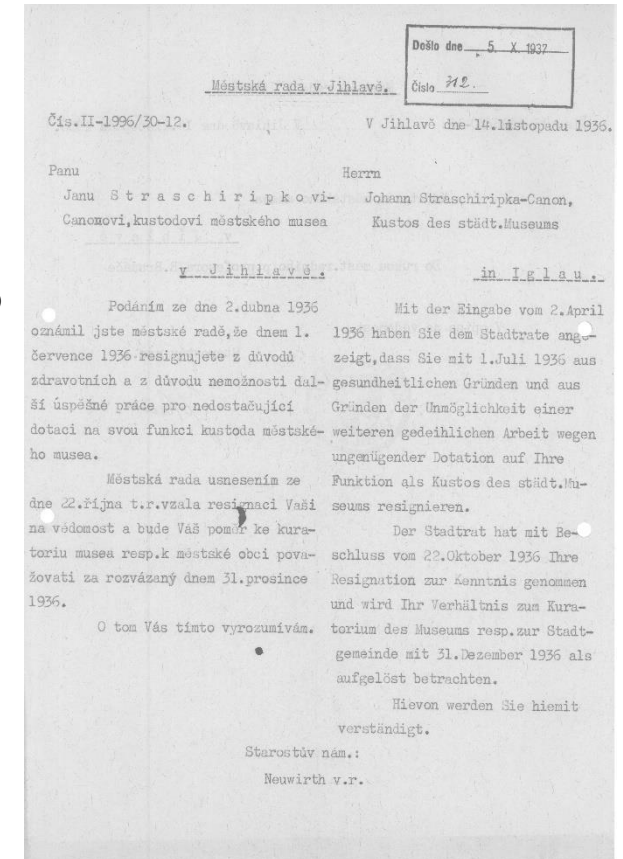 Došlo dne 5. X. 1937
Číslo 312.
Městská rada v Jihlavě.
Čís.II-1996/30-12.
V Jihlavě dne 14.listopadu 1936.
Panu
Janu S t r a s c h i r i p k o v i-
Canonovi,kustodovi městského musea
v J i h l a v ě .
Podáním ze dne 2.dubna 1936
oznámil jste městské radě,že dnem 1.
července 1936 resignujete z důvodů
zdravotních a z důvodu nemožnosti dal-
ší úspěšné práce pro nedostačující
dotaci na svou funkci kustoda městské-
ho musea.
Městská rada usnesením ze
dne 22.října t.r.vzala resignaci Vaši
na vědomost a bude Váš poměr ke kura-
toriu musea resp.k městské obci pova-
žovati za rozvázaný dnem 31.prosince
1936.
O tom Vás tímto vyrozumívám.
Herrn
Johann Straschiripka-Canon,
Kustos des städt.Museums
in I g l a u .
Mit der Eingabe vom 2.April
1936 haben Sie dem Stadtrate ange-
zeigt,dass Sie mit 1.Juli 1936 aus
gesundheitlichen Gründen und aus
Gründen der Unmöglichkeit einer
weiteren gedeihlichen Arbeit wegen
ungenügender Dotation auf Ihre
Funktion als Kustos des städt.Mu-
seums resignieren.
Der Stadtrat hat mit Be-
schluss vom 22.Oktober 1936 Ihre
Resignation zur Kenntnis genommen
und wird Ihr Verhältnis zum Kura-
torium des Museums resp.zur Stadt-
gemeinde mit 31.Dezember 1936 als
aufgelöst betrachten.
Hievon werden Sie hiemit
verständigt.
Starostův nám.:
Neuwirth v.r.